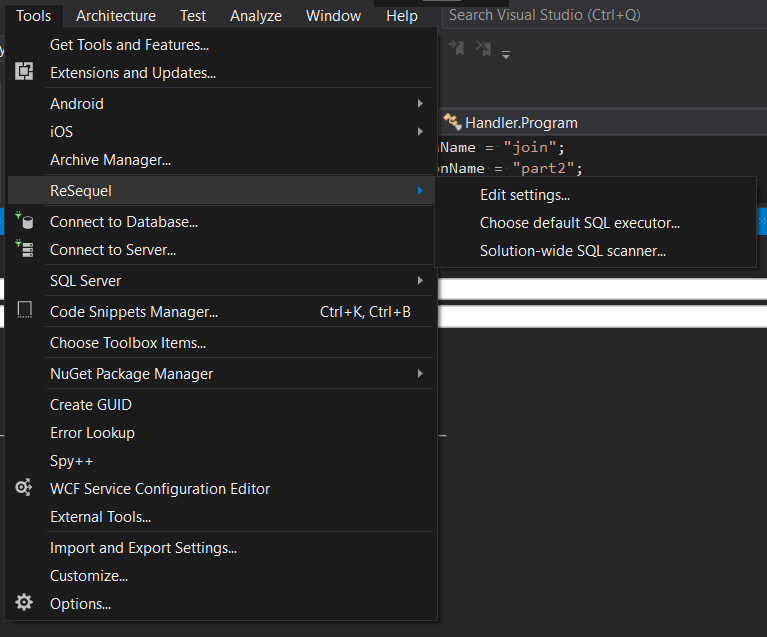 Tools Architecture Test Analyze Window Help Search Visual Studio (Ctrl+Q)
Get Tools and Features...
Extensions and Updates...
Android
Handler.Program
iOS
nName = "join";
Archive Manager...
onName = "part2";
ReSequel
Edit settings...
Connect to Database...
Choose default SQL executor...
Connect to Server...
Solution-wide SQL scanner...
SQL Server
Code Snippets Manager... Ctrl+K, Ctrl+B
Choose Toolbox Items...
NuGet Package Manager
Create GUID
Error Lookup
Spy++
WCF Service Configuration Editor
External Tools...
Import and Export Settings...
Customize...
Options...